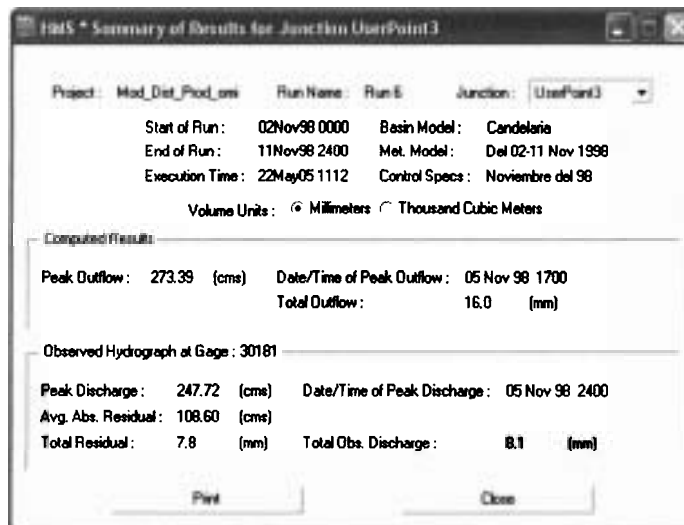 HMS * Summary of Results for Junction UserPoint3
Project : Mod_Dist_Prod_omi Run Name : Run 6 Junction : UserPoint3
Start of Run : 02Nov98 0000 Basin Model : Candelaria
End of Run : 11Nov98 2400 Met. Model : Del 02-11 Nov 1998
Execution Time : 22May05 1112 Control Specs : Noviembre del 98
Volume Units : Millimeters Thousand Cubic Meters
Computed Results
Peak Outflow : 273.39 (cms) Date/Time of Peak Outflow : 05 Nov 98 1700
Total Outflow : 16.0 (mm)
Observed Hydrograph at Gage : 30181
Peak Discharge : 247.72 (cms) Date/Time of Peak Discharge : 05 Nov 98 2400
Avg. Abs. Residual : 108.60 (cms)
Total Residual : 7.8 (mm) Total Obs. Discharge : 8.1 (mm)
Print Close